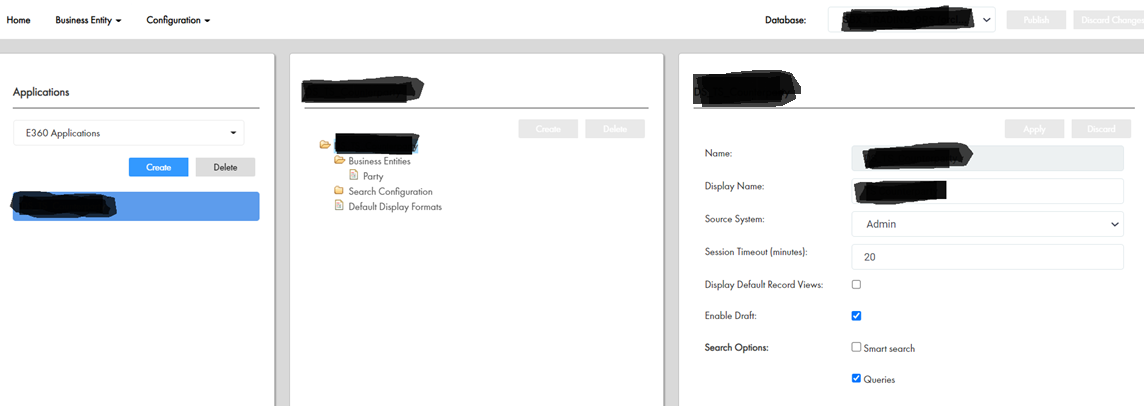 Home Business Entity Configuration Database: Publish Discard Changes
Applications
E360 Applications
Create Delete
Create Delete
Business Entities
Party
Search Configuration
Default Display Formats
Apply Discard
Name:
Display Name:
Source System: Admin
Session Timeout (minutes): 20
Display Default Record Views:
Enable Draft:
Search Options: Smart search
Queries